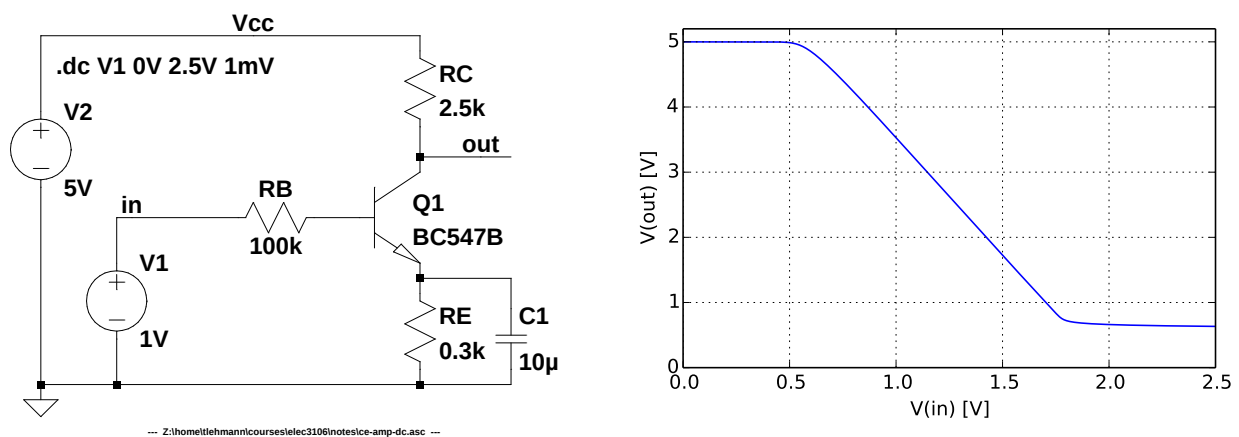 Vcc
.dc V1 0V 2.5V 1mV
RC
2.5k
V2
5V
out
in
RB
100k
Q1
BC547B
V1
1V
RE
0.3k
C1
10µ
--- Z:\home\tlehmann\courses\elec3106\notes\ce-amp-dc.asc ---
V(out) [V]
5
4
3
2
1
0
0.0 0.5 1.0 1.5 2.0 2.5
V(in) [V]